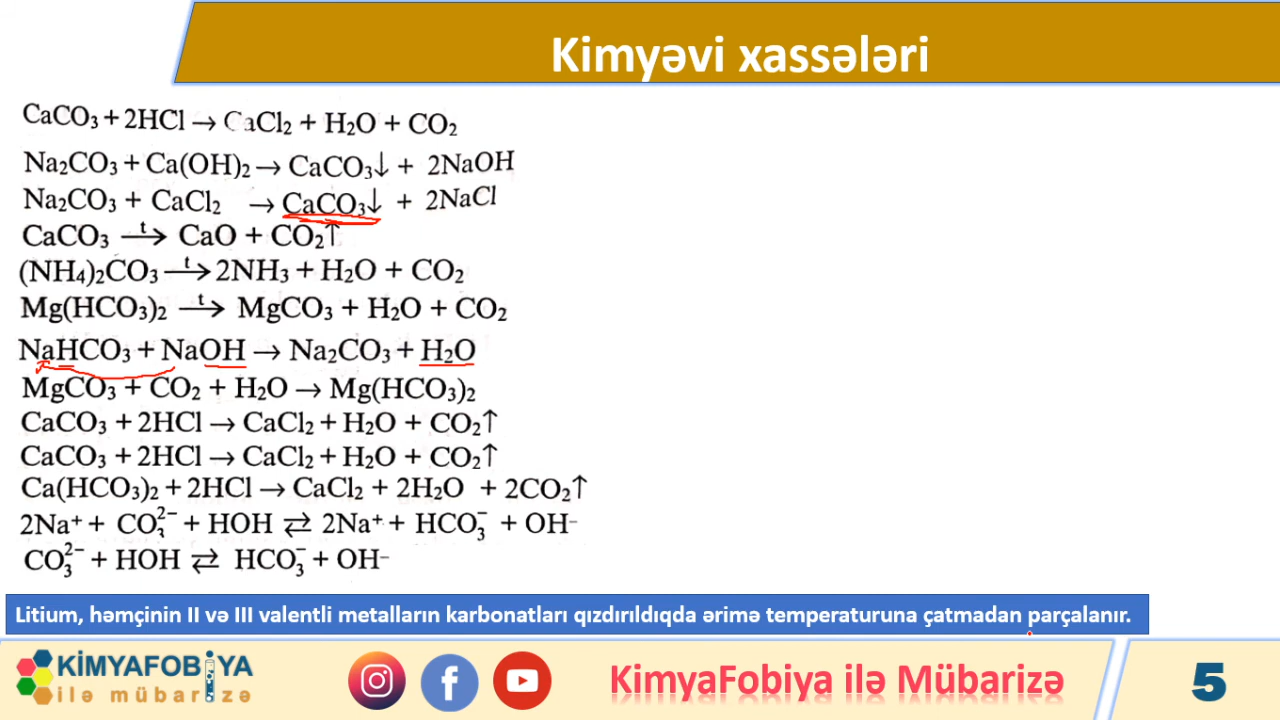 Kimyəvi xassələri
CaCO₃ + 2HCl → CaCl₂ + H₂O + CO₂
Na₂CO₃ + Ca(OH)₂ → CaCO₃↓ + 2NaOH
Na₂CO₃ + CaCl₂ → CaCO₃↓ + 2NaCl
CaCO₃ —t→ CaO + CO₂↑
(NH₄)₂CO₃ —t→ 2NH₃ + H₂O + CO₂
Mg(HCO₃)₂ —t→ MgCO₃ + H₂O + CO₂
NaHCO₃ + NaOH → Na₂CO₃ + H₂O
MgCO₃ + CO₂ + H₂O → Mg(HCO₃)₂
CaCO₃ + 2HCl → CaCl₂ + H₂O + CO₂↑
CaCO₃ + 2HCl → CaCl₂ + H₂O + CO₂↑
Ca(HCO₃)₂ + 2HCl → CaCl₂ + 2H₂O + 2CO₂↑
2Na⁺ + CO₃²⁻ + HOH ⇄ 2Na⁺ + HCO₃⁻ + OH⁻
CO₃²⁻ + HOH ⇄ HCO₃⁻ + OH⁻
Litium, həmçinin II və III valentli metalların karbonatları qızdırıldıqda ərimə temperaturuna çatmadan parçalanır.
KİMYAFOBİYA
ilə mübarizə
KimyaFobiya ilə Mübarizə
5